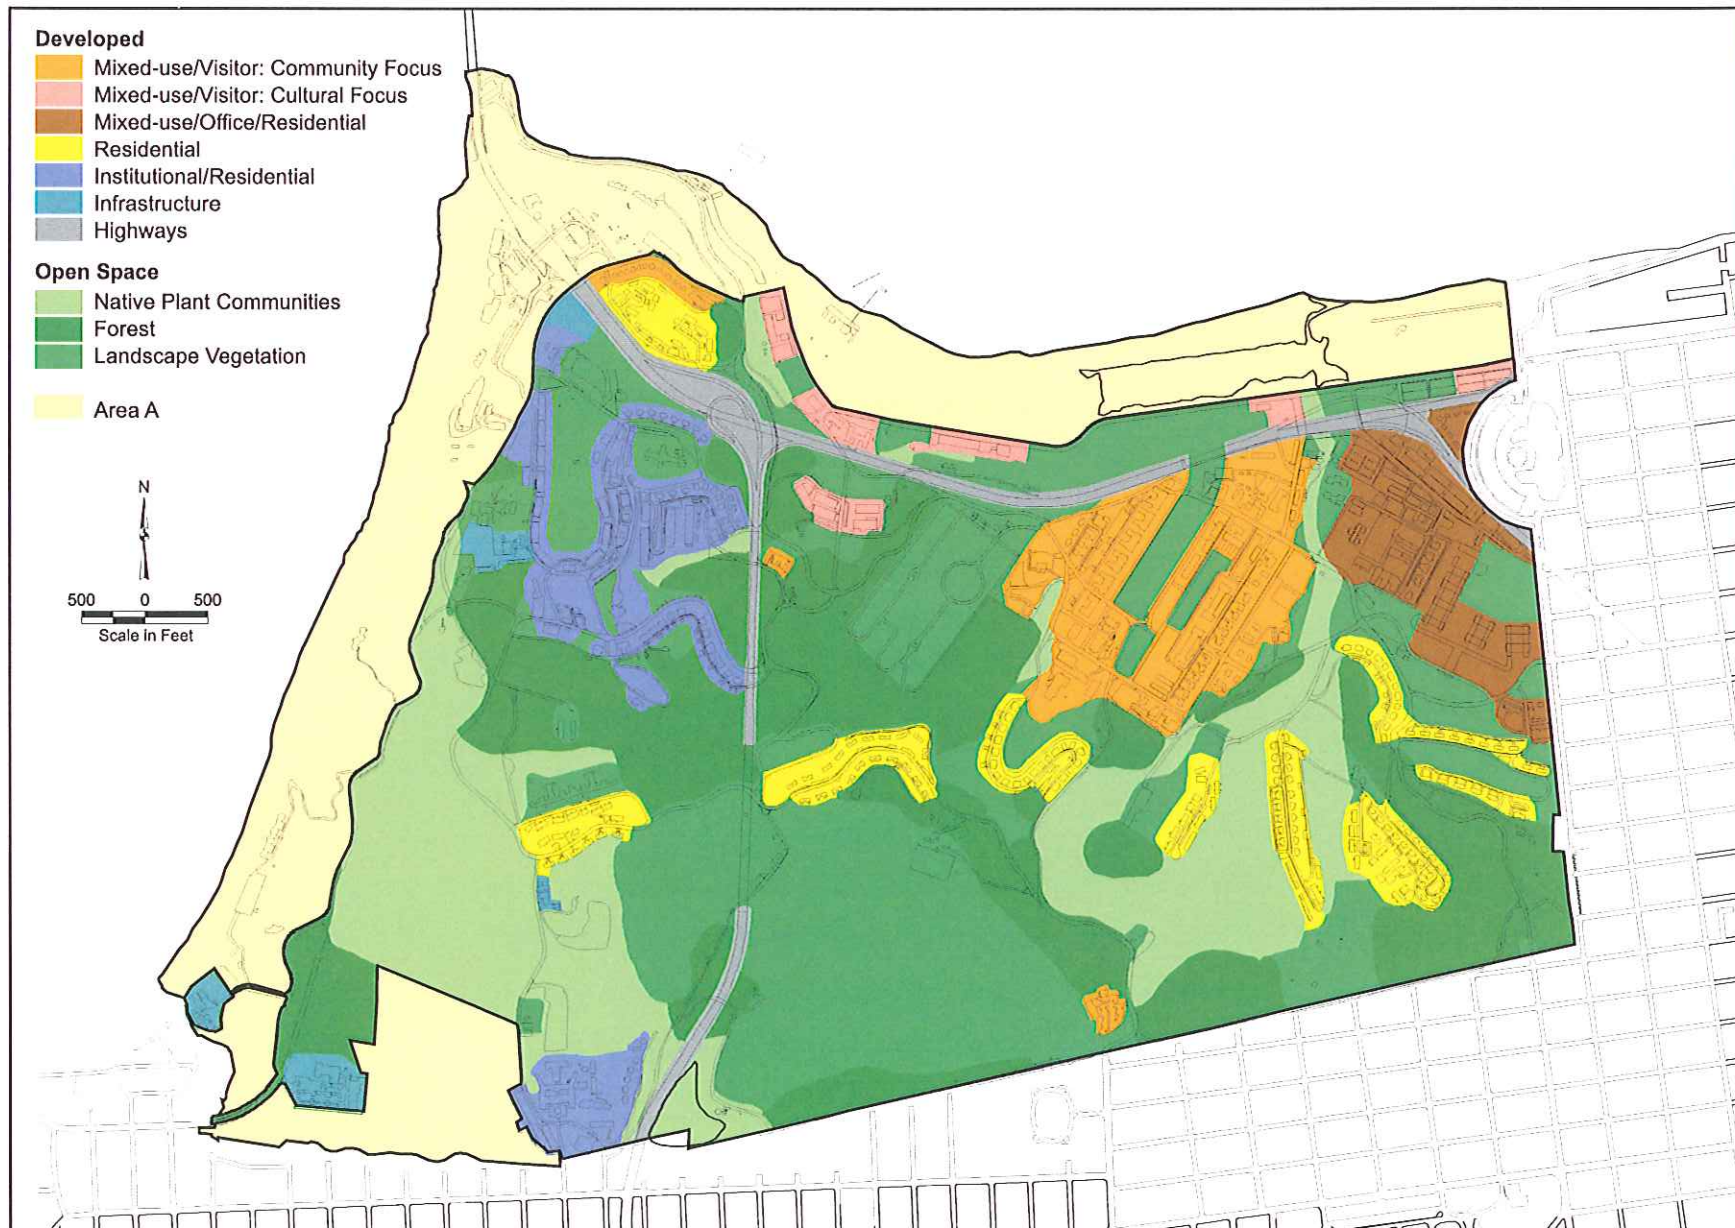 Developed
Mixed-use/Visitor: Community Focus
Mixed-use/Visitor: Cultural Focus
Mixed-use/Office/Residential
Residential
Institutional/Residential
Infrastructure
Highways
Open Space
Native Plant Communities
Forest
Landscape Vegetation
Area A
N
500 0 500
Scale in Feet